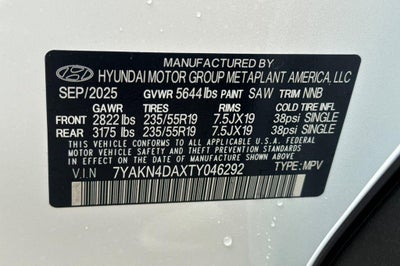 MANUFACTURED BY
HYUNDAI MOTOR GROUP METAPLANT AMERICA, LLC
SEP/2025 GVWR 5644 lbs PAINT SAW TRIM NNB
GAWR TIRES RIMS COLD TIRE INFL
FRONT 2822 lbs 235/55R19 7.5JX19 38psi SINGLE
REAR 3175 lbs 235/55R19 7.5JX19 38psi SINGLE
THIS VEHICLE CONFORMS TO ALL APPLICABLE U.S.A. FEDERAL
MOTOR VEHICLE SAFETY STANDARDS IN EFFECT ON THE
DATE OF MANUFACTURE SHOWN ABOVE.
V.I.N 7YAKN4DAXTY046292 TYPE: MPV